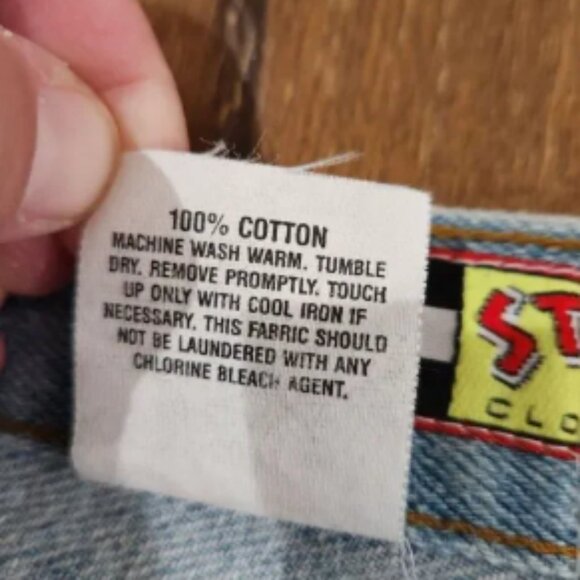 100% COTTON
MACHINE WASH WARM. TUMBLE
DRY. REMOVE PROMPTLY. TOUCH
UP ONLY WITH COOL IRON IF
NECESSARY. THIS FABRIC SHOULD
NOT BE LAUNDERED WITH ANY
CHLORINE BLEACH AGENT.